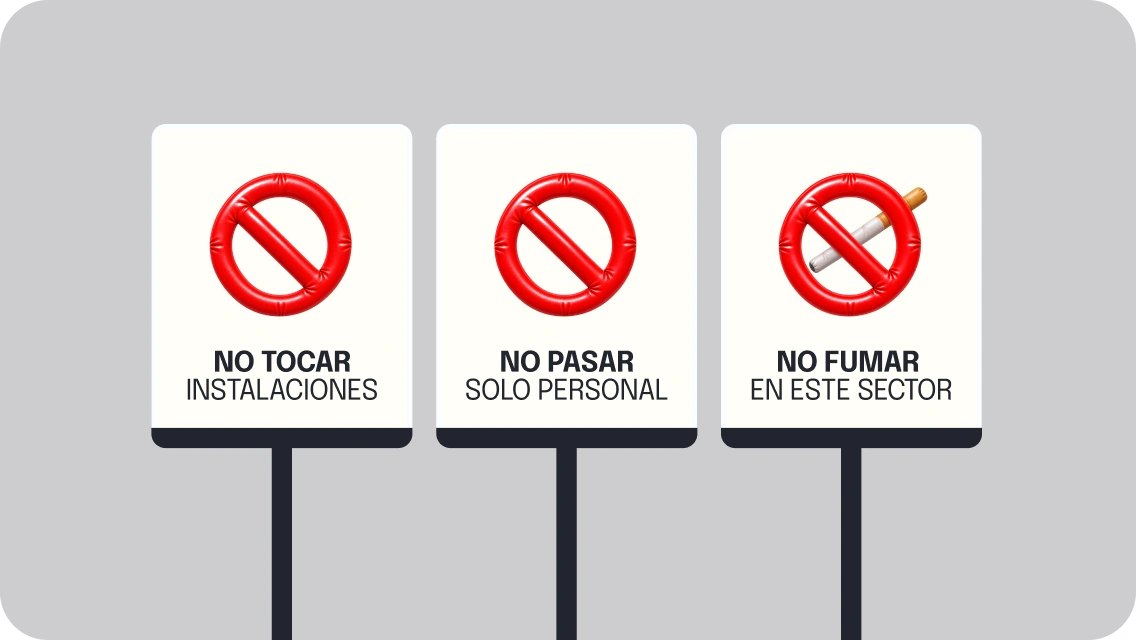 NO TOCAR
INSTALACIONES
NO PASAR
SOLO PERSONAL
NO FUMAR
EN ESTE SECTOR